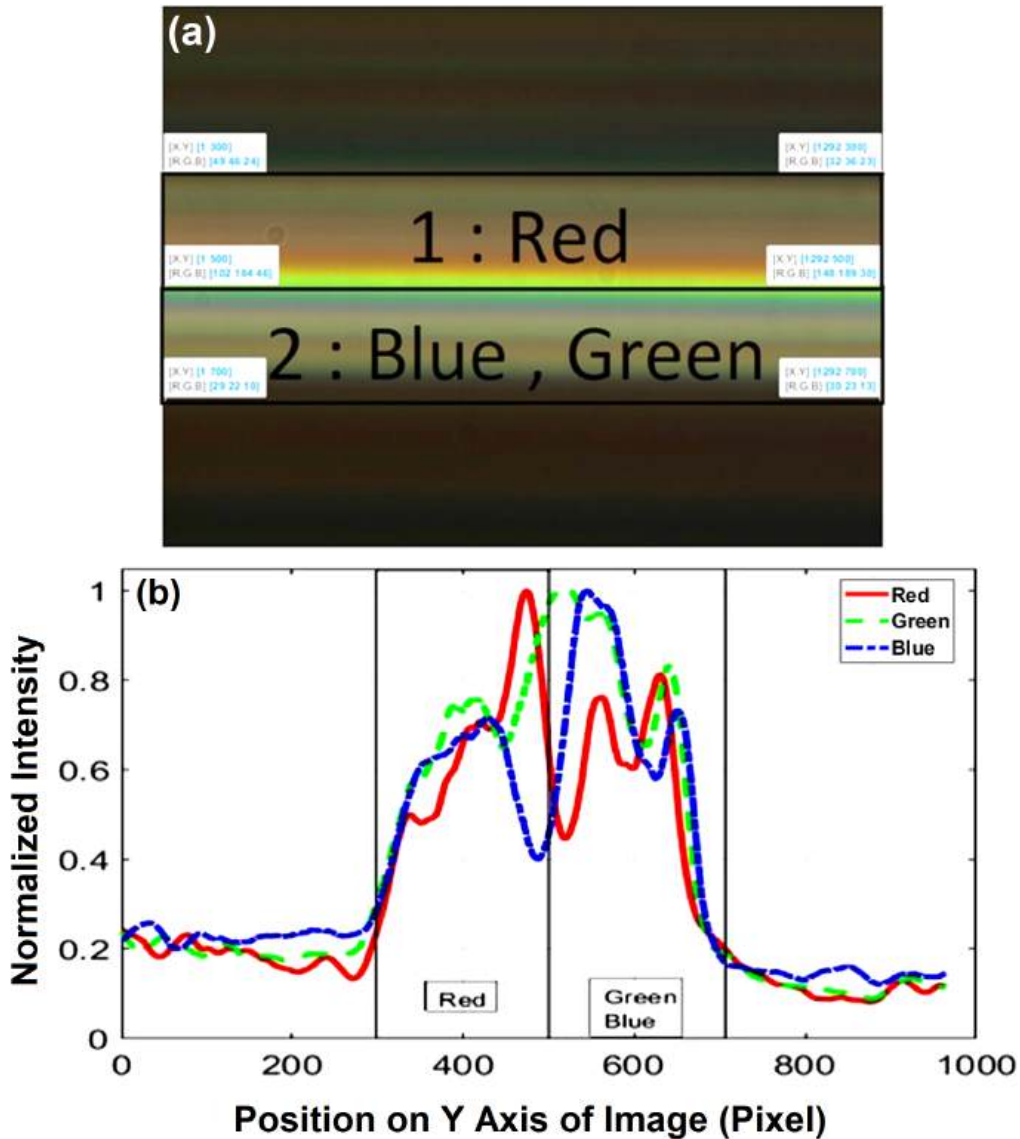 (a)
[X,Y] [1 300]
[R,G,B] [49 46 24]
[X,Y] [1292 300]
[R,G,B] [32 36 23]
1 : Red
[X,Y] [1 500]
[R,G,B] [102 184 46]
[X,Y] [1292 500]
[R,G,B] [148 189 30]
2 : Blue , Green
[X,Y] [1 700]
[R,G,B] [29 22 10]
[X,Y] [1292 700]
[R,G,B] [30 23 13]
(b)
Red
Green
Blue
1
0.8
0.6
0.4
0.2
0
Normalized Intensity
Red
Green
Blue
0
200
400
600
800
1000
Position on Y Axis of Image (Pixel)